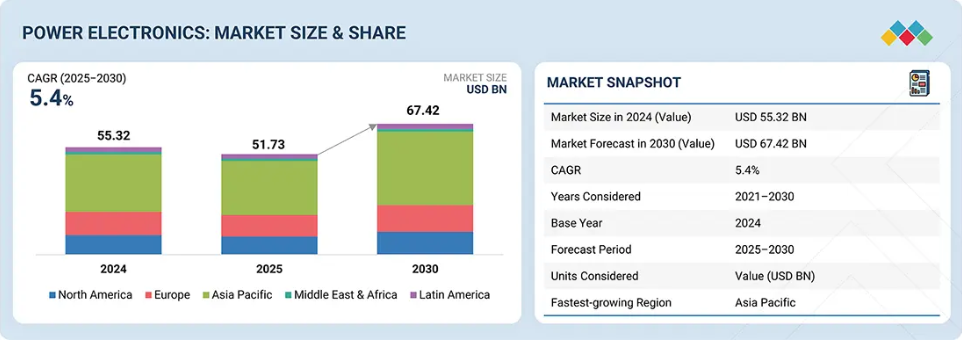 POWER ELECTRONICS: MARKET SIZE & SHARE
CAGR (2025–2030)
5.4%
MARKET SIZE
USD BN
55.32
51.73
67.42
2024
2025
2030
North America
Europe
Asia Pacific
Middle East & Africa
Latin America
MARKET SNAPSHOT
Market Size in 2024 (Value) USD 55.32 BN
Market Forecast in 2030 (Value) USD 67.42 BN
CAGR 5.4%
Years Considered 2021–2030
Base Year 2024
Forecast Period 2025–2030
Units Considered Value (USD BN)
Fastest-growing Region Asia Pacific